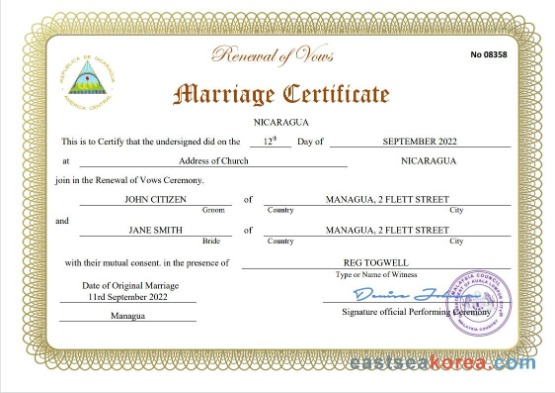 Renewal of Vows
No 08358
REPUBLICA DE NICARAGUA
AMERICA CENTRAL
Marriage Certificate
NICARAGUA
This is to Certify that the undersigned did on the 12th Day of SEPTEMBER 2022
at Address of Church NICARAGUA
join in the Renewal of Vows Ceremony.
JOHN CITIZEN of MANAGUA, 2 FLETT STREET
Groom Country City
and
JANE SMITH of MANAGUA, 2 FLETT STREET
Bride Country City
with their mutual consent. in the presence of REG TOGWELL
Type or Name of Witness
Date of Original Marriage
11rd September 2022
Signature official Performing Ceremony
Managua
MALAYSIA COUNCIL
MALAYSIA COUNTRY
eastseakorea.com